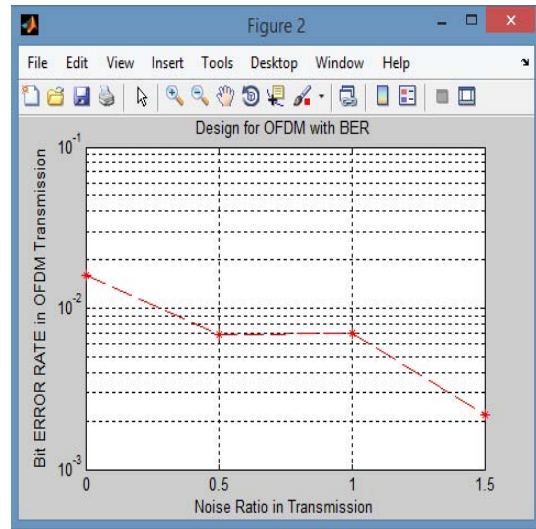 Figure 2
File Edit View Insert Tools Desktop Window Help
Design for OFDM with BER
10^-1
10^-2
10^-3
Bit ERROR RATE in OFDM Transmission
0 0.5 1 1.5
Noise Ratio in Transmission